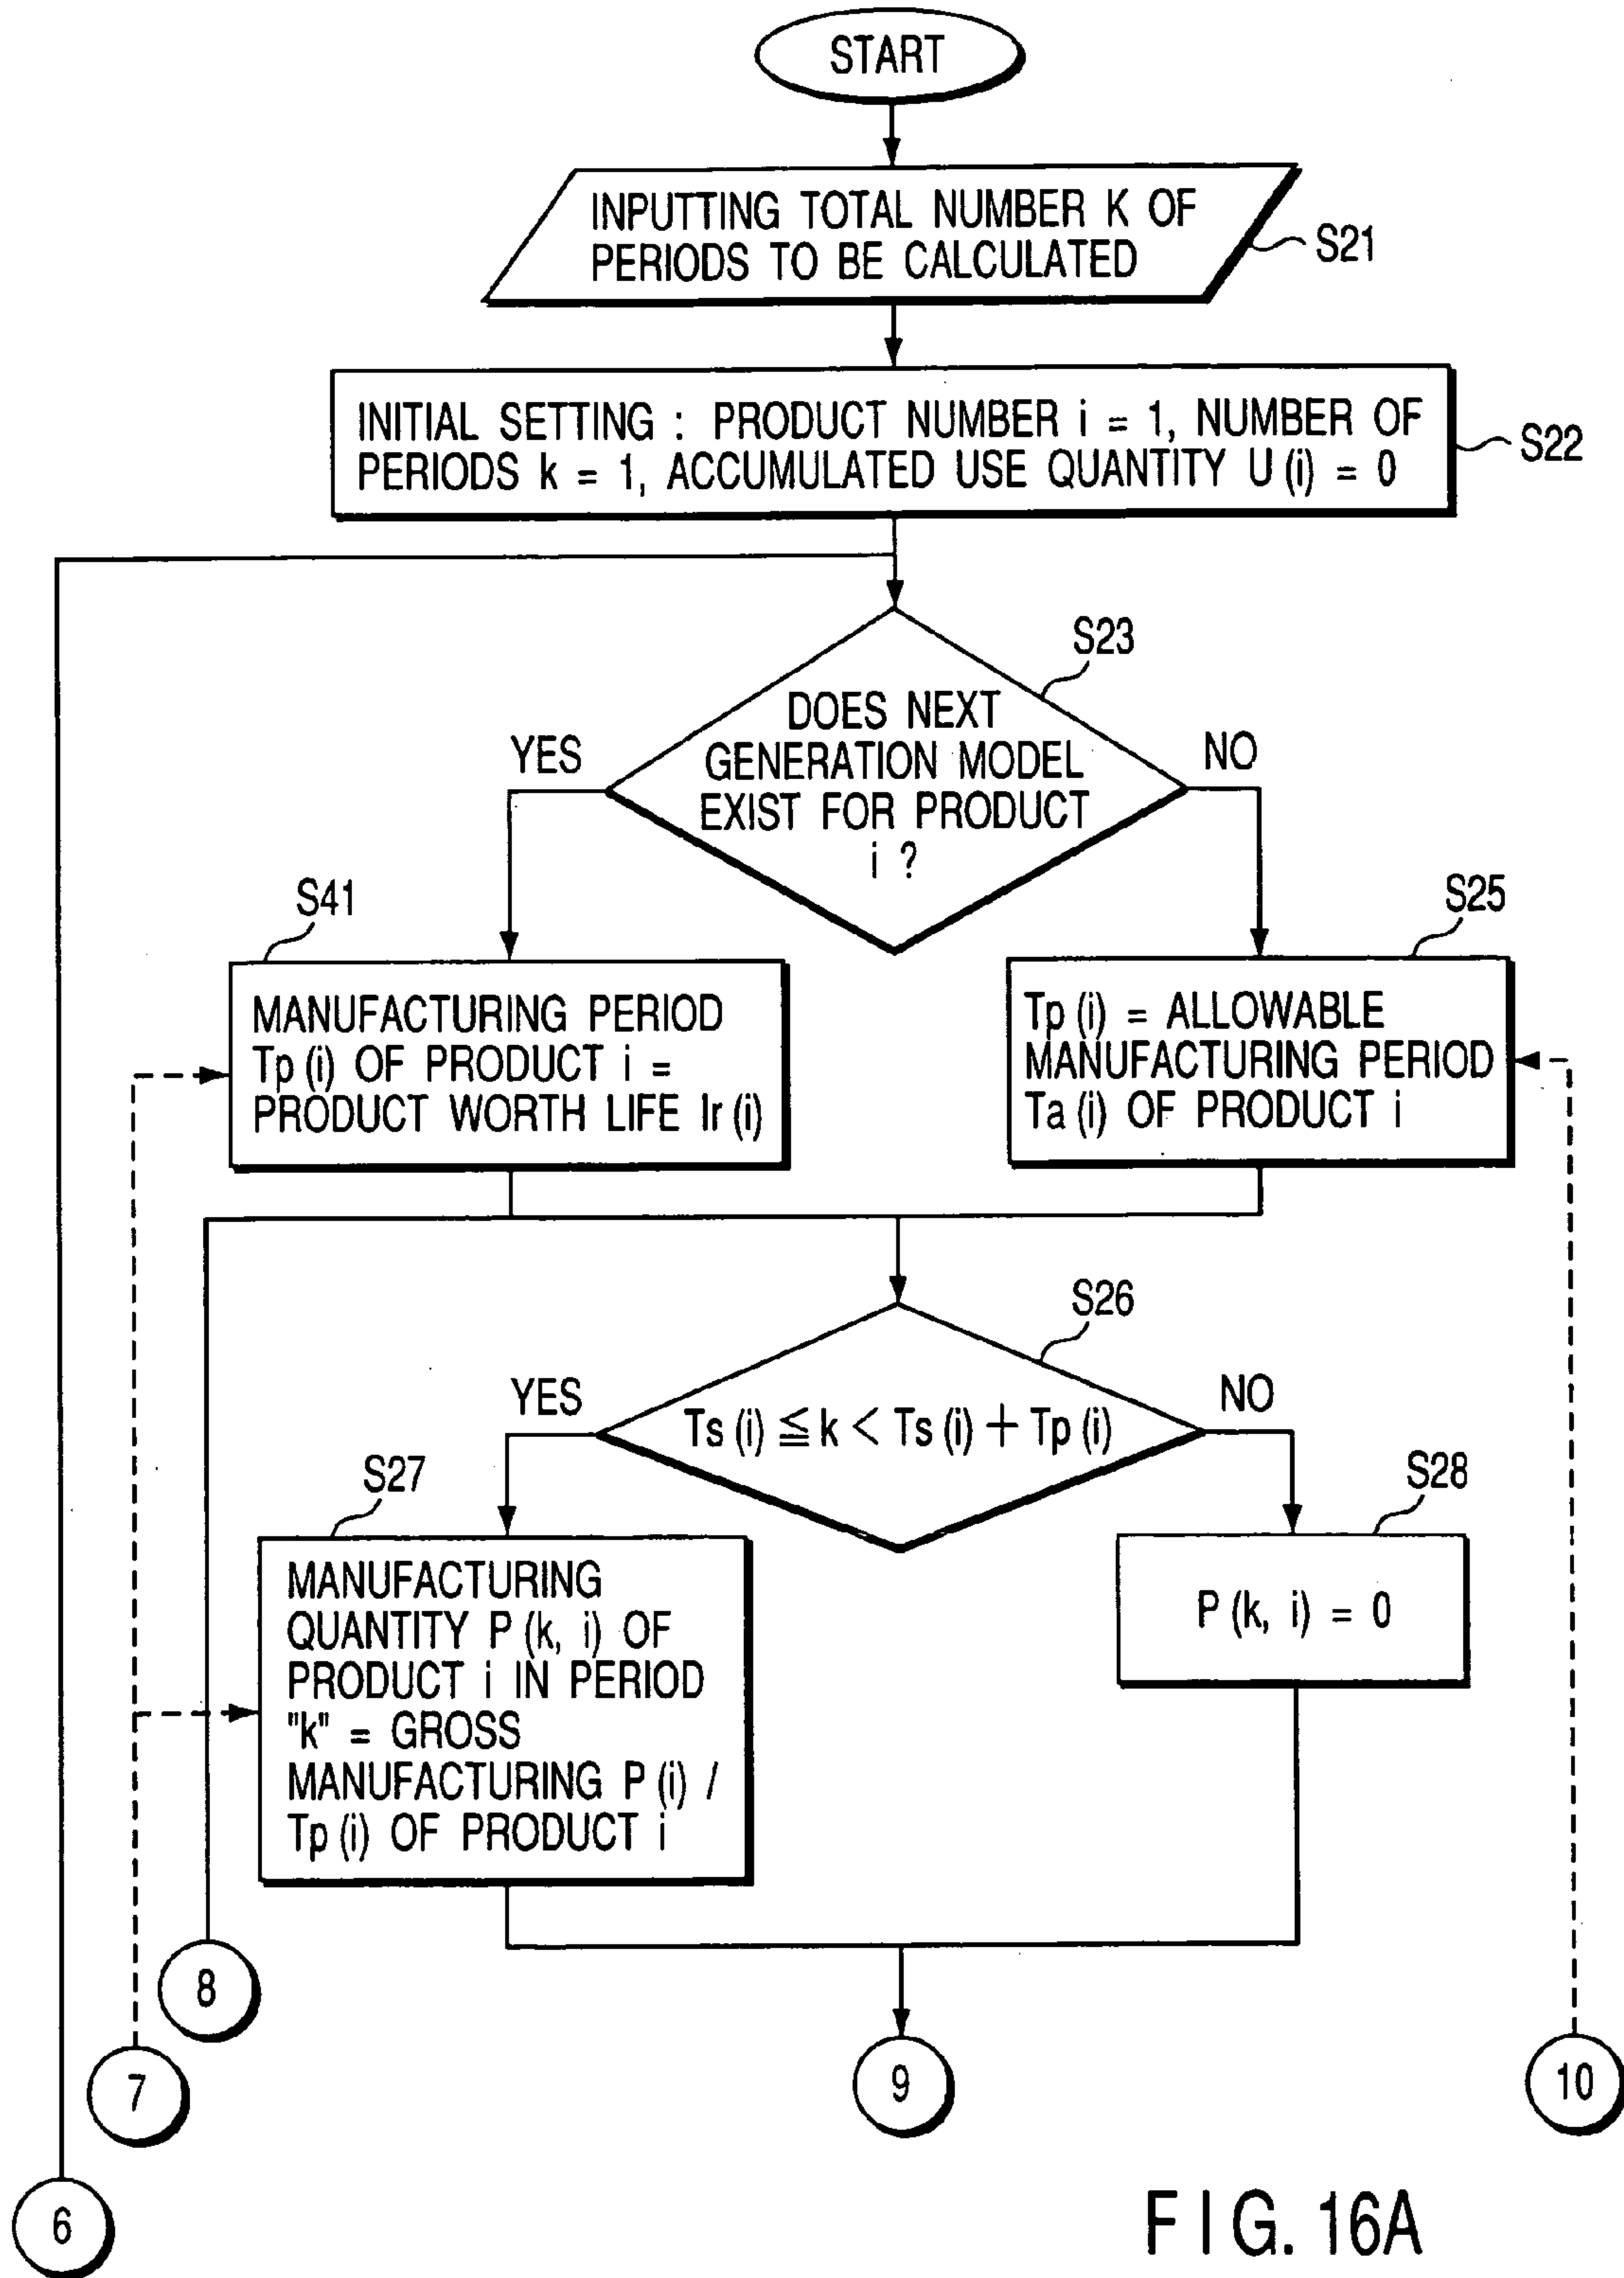 START
INPUTTING TOTAL NUMBER K OF
PERIODS TO BE CALCULATED
S21
INITIAL SETTING : PRODUCT NUMBER i = 1, NUMBER OF
PERIODS k = 1, ACCUMULATED USE QUANTITY U (i) = 0
S22
S23
DOES NEXT
GENERATION MODEL
EXIST FOR PRODUCT
i ?
YES
NO
S41
MANUFACTURING PERIOD
Tp (i) OF PRODUCT i =
PRODUCT WORTH LIFE lr (i)
S25
Tp (i) = ALLOWABLE
MANUFACTURING PERIOD
Ta (i) OF PRODUCT i
S26
YES
Ts (i) ≦ k < Ts (i) + Tp (i)
NO
S27
MANUFACTURING
QUANTITY P (k, i) OF
PRODUCT i IN PERIOD
"k" = GROSS
MANUFACTURING P (i) /
Tp (i) OF PRODUCT i
S28
P (k, i) = 0
8
7
9
10
6
FIG. 16A